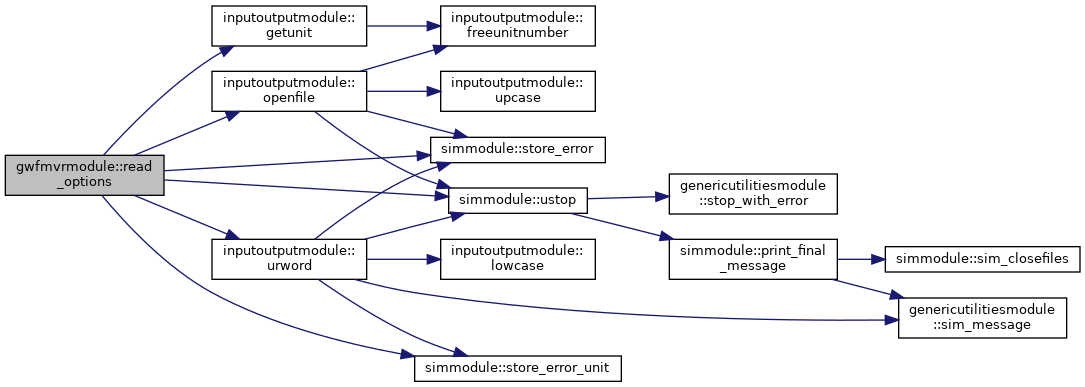 gwfmvrmodule::read
_options
inputoutputmodule::
getunit
inputoutputmodule::
freeunitnumber
inputoutputmodule::
openfile
inputoutputmodule::
upcase
simmodule::store_error
simmodule::ustop
genericutilitiesmodule
::stop_with_error
inputoutputmodule::
urword
inputoutputmodule::
lowcase
simmodule::print_final
_message
simmodule::sim_closefiles
genericutilitiesmodule
::sim_message
simmodule::store_error_unit